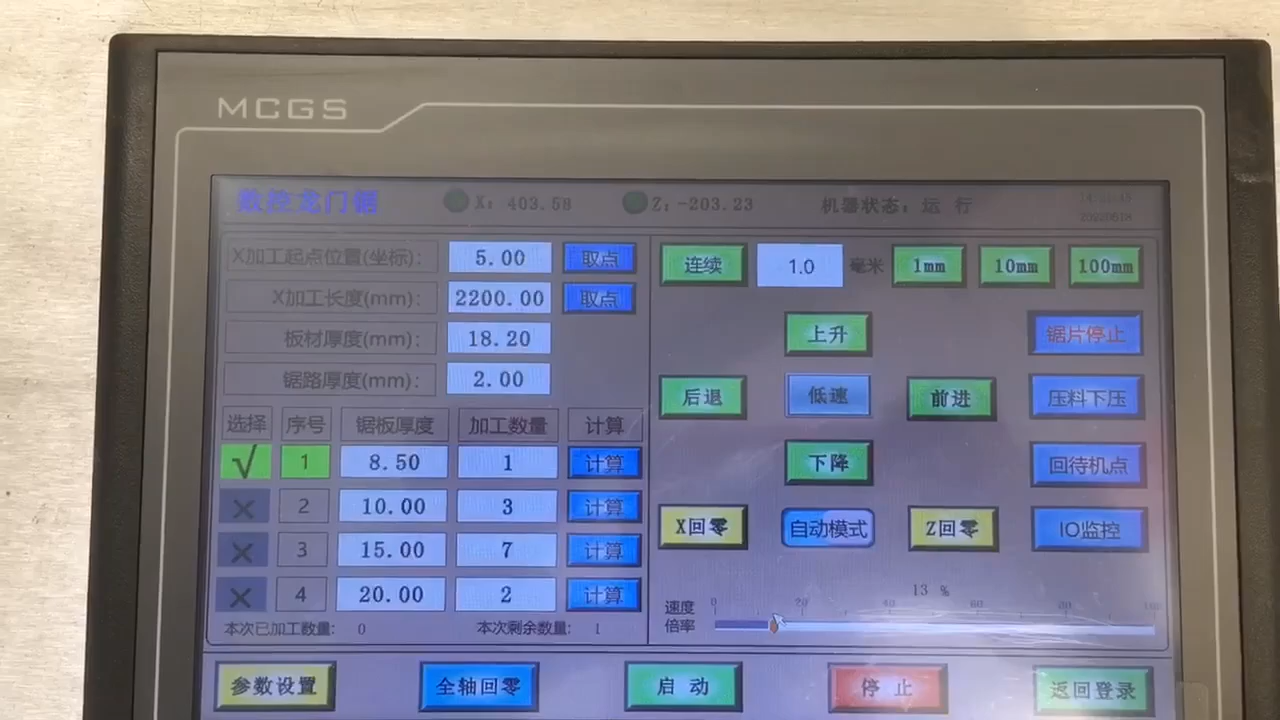 MCGS
数控龙门锯 X: 403.58 Z: -203.23 机器状态: 运 行
X加工起点位置(坐标): 5.00 取点
X加工长度(mm): 2200.00 取点
板材厚度(mm): 18.20
锯路厚度(mm): 2.00
选择 序号 锯板厚度 加工数量 计算
√ 1 8.50 1 计算
× 2 10.00 3 计算
× 3 15.00 7 计算
× 4 20.00 2 计算
本次已加工数量: 0 本次剩余数量: 1
连续 1.0 毫米 1mm 10mm 100mm
上升 锯片停止
后退 低速 前进 压料下压
下降 回待机点
X回零 自动模式 Z回零 IO监控
13 %
速度倍率 0 20 40 60 80 100
参数设置 全轴回零 启 动 停 止 返回登录